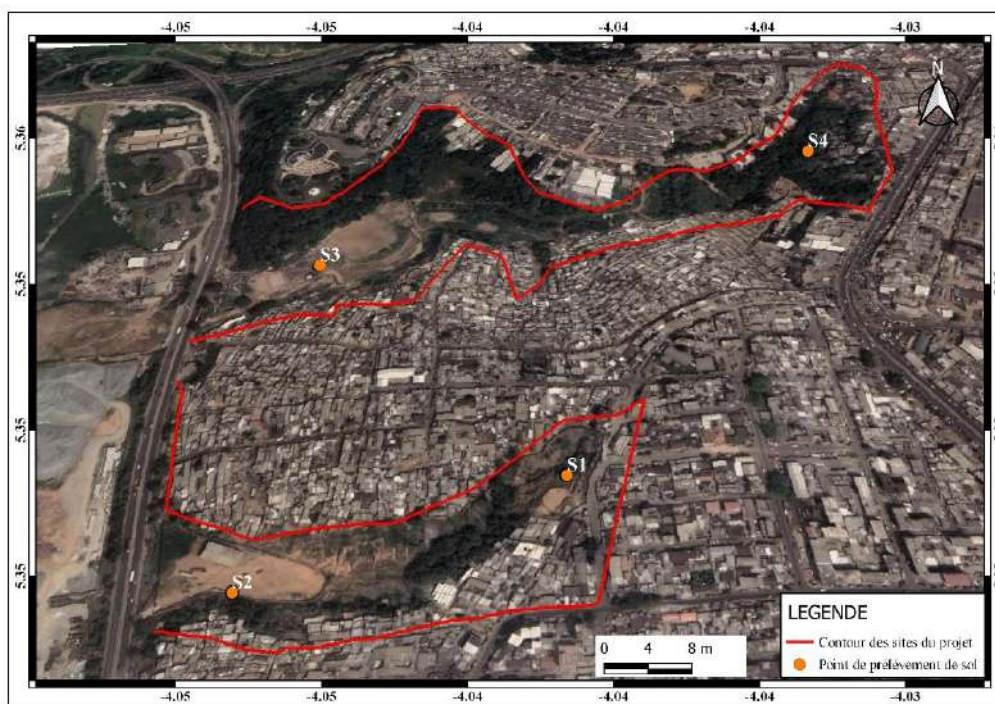 -4.05 -4.05 -4.04 -4.04 -4.04 -4.03
N
S4
5.36
S3
5.35
5.35
S1
5.35
S2
LEGENDE
Contour des sites du projet
Point de prélévement de sol
0 4 8 m
-4.05 -4.05 -4.04 -4.04 -4.04 -4.03